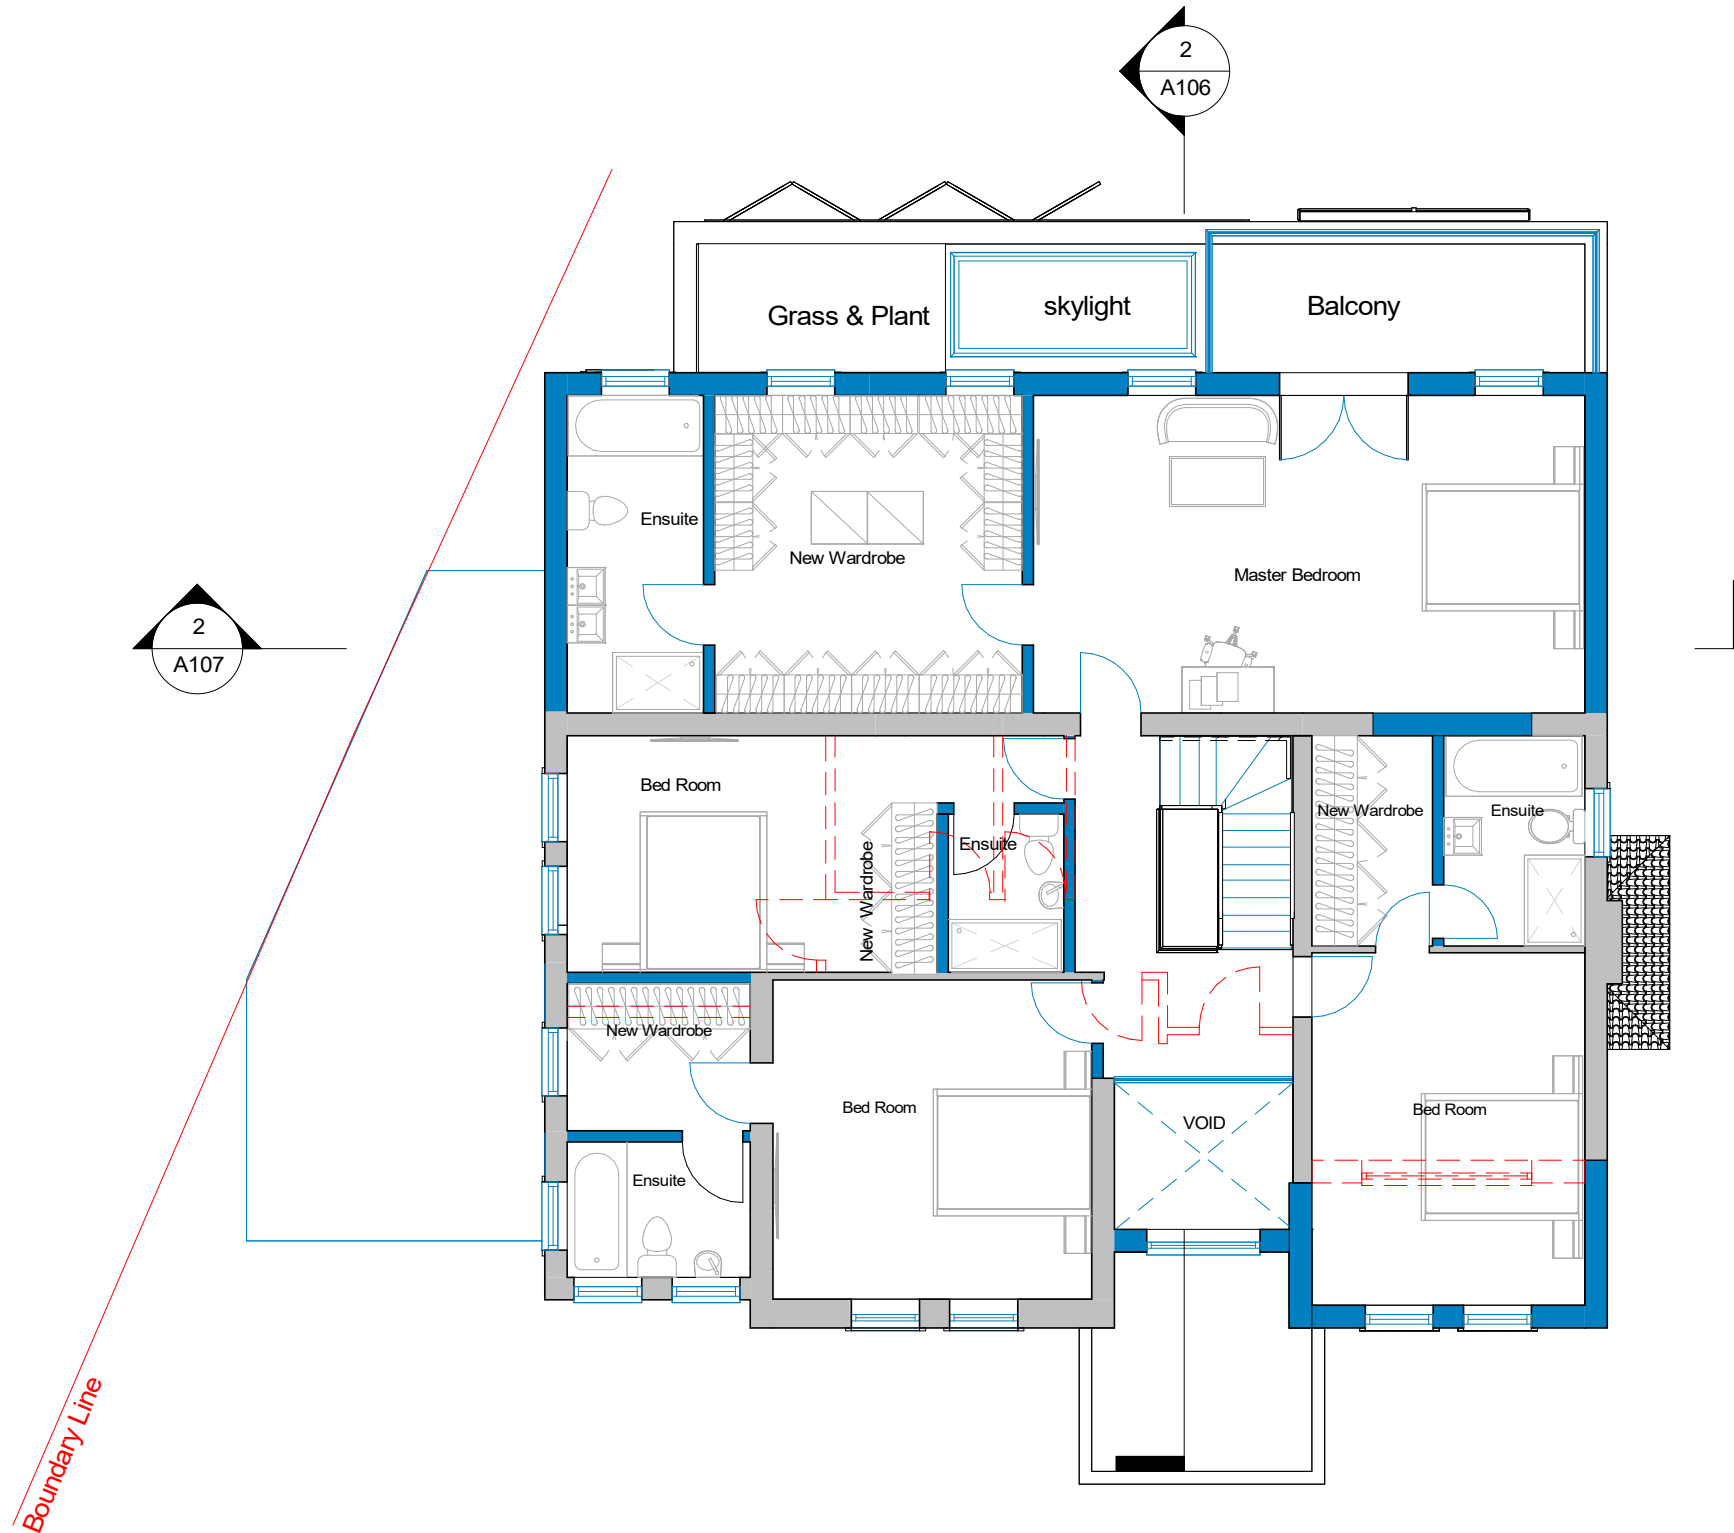 2
A106
Grass & Plant
skylight
Balcony
Ensuite
New Wardrobe
Master Bedroom
2
A107
Bed Room
New Wardrobe
Ensuite
New Wardrobe
Ensuite
New Wardrobe
Bed Room
VOID
Bed Room
Ensuite
Boundary Line